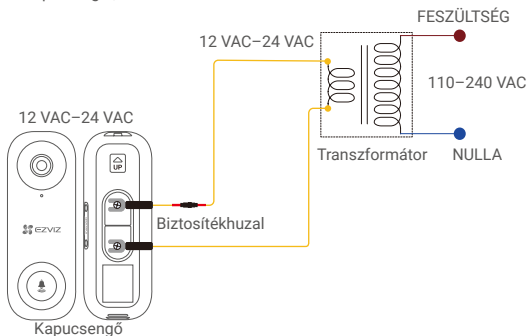 FESZÜLTSÉG
12 VAC–24 VAC
110–240 VAC
12 VAC–24 VAC
Transzformátor
NULLA
UP
Biztosítékhuzal
EZVIZ
Kapucsengő